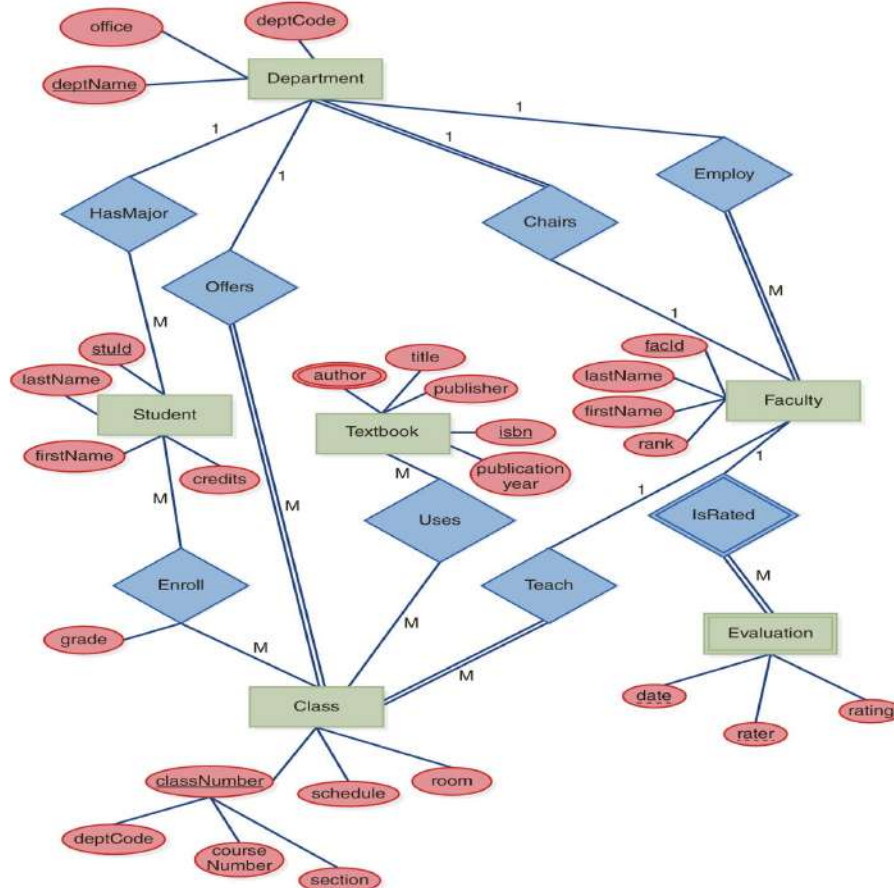 office
deptCode
deptName
Department
1
1
1
1
HasMajor
Offers
Chairs
Employ
M
1
M
stuId
lastName
Student
firstName
credits
author
title
publisher
Textbook
isbn
publication
year
facId
lastName
firstName
rank
Faculty
M
M
M
Uses
1
1
IsRated
Enroll
Teach
M
grade
M
M
M
Evaluation
Class
date
rater
rating
classNumber
schedule
room
deptCode
course
Number
section